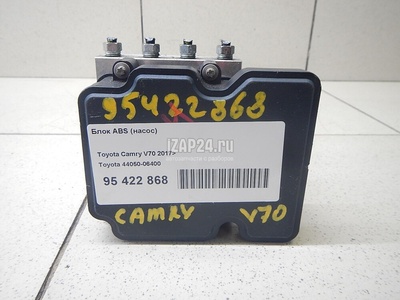 95422868
Блок ABS (насос)
IZAP24.ru
Toyota Camry V70 2017>
Toyota 44050-06400
95 422 868
CAMRY V70